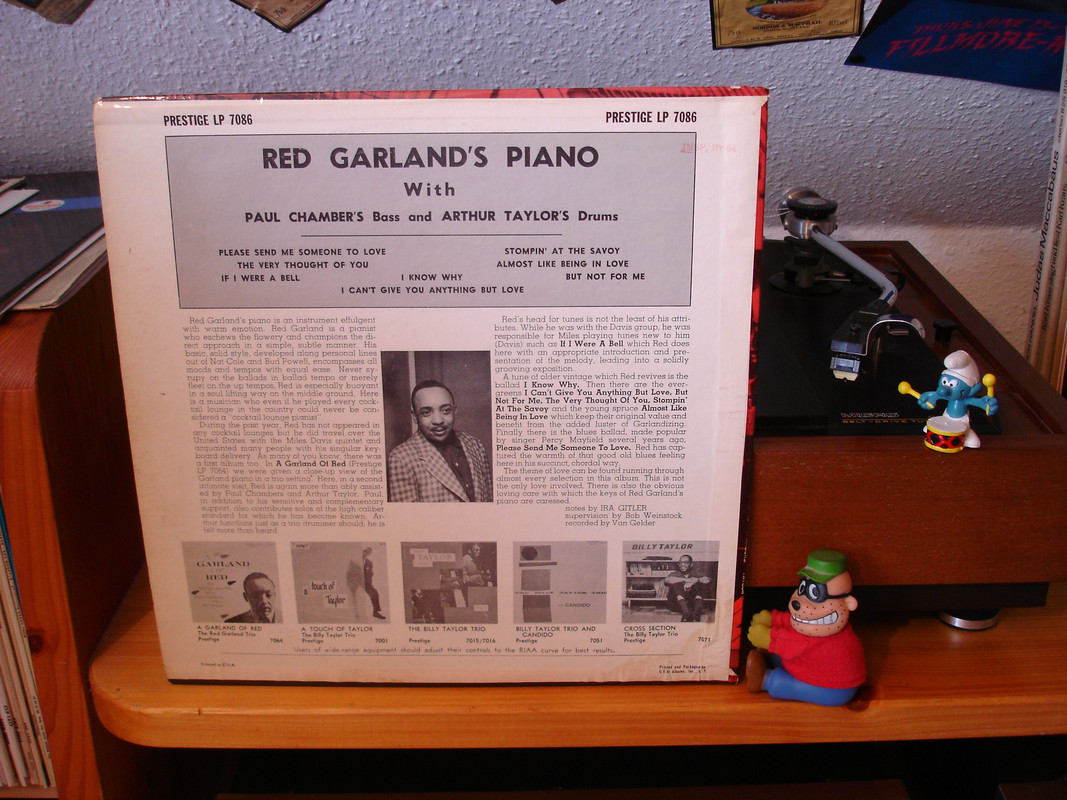 THURS. JUNE
FILLMORE-
PRESTIGE LP 7086
PRESTIGE LP 7086
RED GARLAND'S PIANO
With
PAUL CHAMBER'S Bass and ARTHUR TAYLOR'S Drums
PLEASE SEND ME SOMEONE TO LOVE
STOMPIN' AT THE SAVOY
THE VERY THOUGHT OF YOU
ALMOST LIKE BEING IN LOVE
IF I WERE A BELL
I KNOW WHY
BUT NOT FOR ME
I CAN'T GIVE YOU ANYTHING BUT LOVE
Red Garland's piano is an instrument effulgent
with warm emotion. Red Garland is a pianist
who eschews the flowery and champions the di-
rect approach in a simple, subtle manner. His
basic, solid style, developed along personal lines
out of Nat Cole and Bud Powell, encompasses all
moods and tempos with equal ease. Never sy-
rupy on the ballads in ballad tempo or merely
fleet on the up tempos, Red is especially buoyant
in a soul lifting way on the middle ground. Here
is a musician who even if he played every cock-
tail lounge in the country could never be con-
sidered a "cocktail lounge pianist"
During the past year, Red has not appeared in
any cocktail lounges but he did travel over the
United States with the Miles Davis quintet and
acquainted many people with his singular key-
board delivery. As many of you know, there was
a first album too. In A Garland Of Red (Prestige
LP 7064) we were given a close-up view of the
Garland piano in a trio setting. Here, in a second
intimate visit, Red is again more than ably assist-
ed by Paul Chambers and Arthur Taylor. Paul,
in addition to his sensitive and complementary
support, also contributes solos of the high caliber
standard for which he has become known. Ar-
thur functions just as a trio drummer should, he is
felt more than heard.
Red's head for tunes is not the least of his attri-
butes. While he was with the Davis group, he was
responsible for Miles playing tunes new to him
(Davis) such as If I Were A Bell which Red does
here with an appropriate introduction and pre-
sentation of the melody, leading into a solidly
grooving exposition.
A tune of older vintage which Red revives is the
ballad I Know Why. Then there are the ever-
greens I Can't Give You Anything But Love, But
Not For Me, The Very Thought Of You, Stompin'
At The Savoy and the young spruce Almost Like
Being In Love which keep their original value and
benefit from the added luster of Garlandizing.
Finally there is the blues ballad, made popular
by singer Percy Mayfield several years ago,
Please Send Me Someone To Love. Red has cap-
tured the warmth of that good old blues feeling
here in his succinct, chordal way.
The theme of love can be found running through
almost every selection in this album. This is not
the only love involved. There is also the obvious
loving care with which the keys of Red Garland's
piano are caressed.
notes by IRA GITLER
supervision by Bob Weinstock
recorded by Van Gelder
GARLAND
RED
a touch of
Taylor
TAYLOR
CANDIDO
BILLY TAYLOR
A GARLAND OF RED
The Red Garland Trio
Prestige 7064
A TOUCH OF TAYLOR
The Billy Taylor Trio
Prestige 7001
THE BILLY TAYLOR TRIO
Prestige 7015/7016
BILLY TAYLOR TRIO AND
CANDIDO
Prestige 7051
CROSS SECTION
The Billy Taylor Trio
Prestige 7071
Users of wide-range equipment should adjust their controls to the RIAA curve for best results.
Printed in U.S.A.
Judas Maccabaus